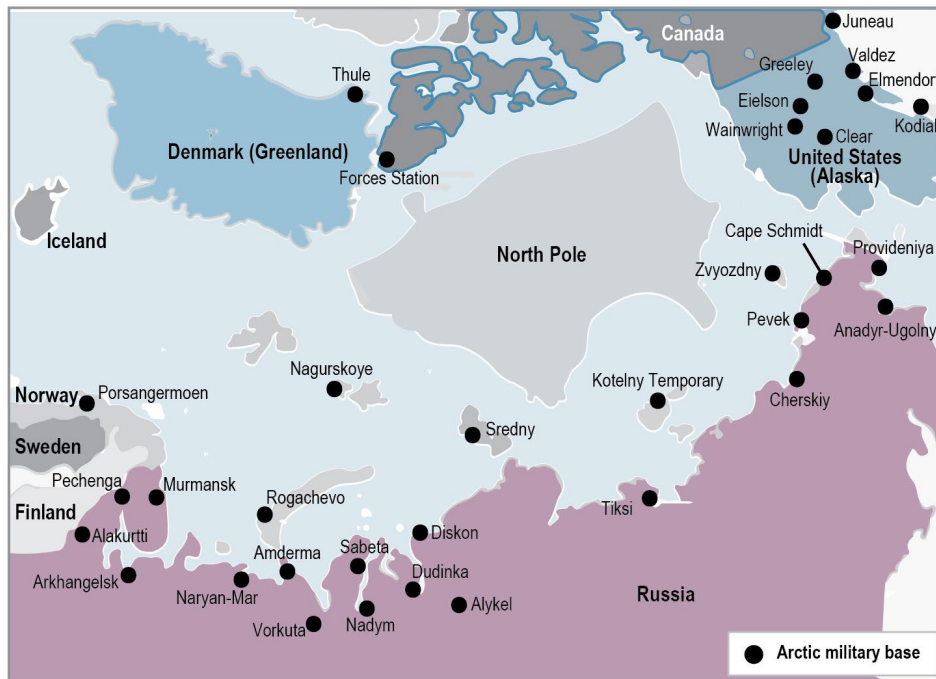 Juneau
Canada
Valdez
Greeley
Elmendorf
Thule
Eielson
Kodiak
Wainwright
Clear
Denmark (Greenland)
United States
(Alaska)
Forces Station
Iceland
Cape Schmidt
North Pole
Provideniya
Zvyozdny
Pevek
Anadyr-Ugolny
Nagurskoye
Kotelny Temporary
Norway
Porsangermoen
Cherskiy
Sredny
Sweden
Pechenga
Murmansk
Rogachevo
Tiksi
Finland
Alakurtti
Diskon
Amderma
Sabeta
Arkhangelsk
Dudinka
Naryan-Mar
Alykel
Russia
Nadym
Vorkuta
Arctic military base